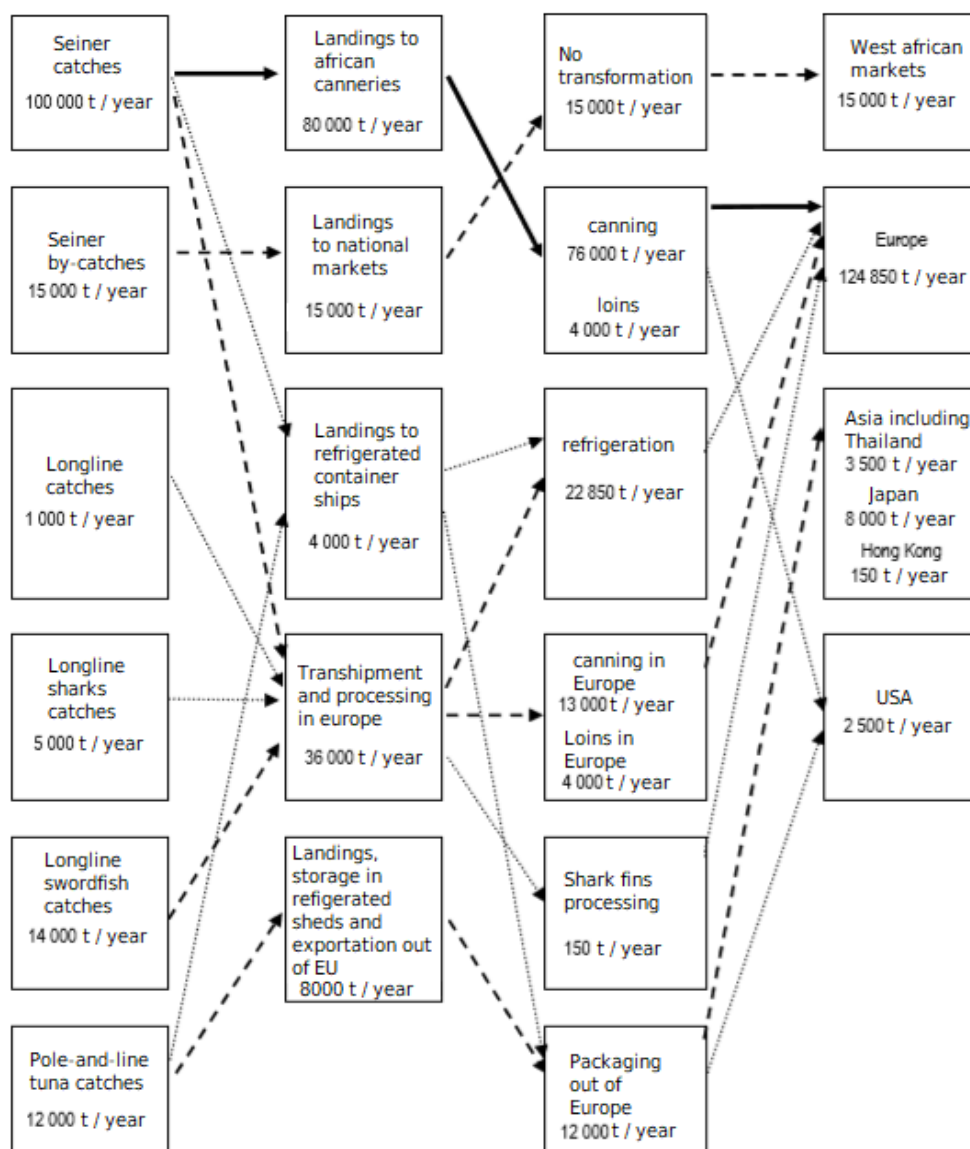 Seiner
catches
100 000 t / year
Landings to
african
canneries
80 000 t / year
No
transformation
15 000 t / year
West african
markets
15 000 t / year
Seiner
by-catches
15 000 t / year
Landings
to national
markets
15 000 t / year
canning
76 000 t / year
loins
4 000 t / year
Europe
124 850 t / year
Longline
catches
1 000 t / year
Landings to
refrigerated
container
ships
4 000 t / year
refrigeration
22 850 t / year
Asia including
Thailand
3 500 t / year
Japan
8 000 t / year
Hong Kong
150 t / year
Longline
sharks
catches
5 000 t / year
Transhipment
and processing
in europe
36 000 t / year
canning in
Europe
13 000 t / year
Loins in
Europe
4 000 t / year
USA
2 500 t / year
Longline
swordfish
catches
14 000 t / year
Landings,
storage in
refigerated
sheds and
exportation out
of EU
8000 t / year
Shark fins
processing
150 t / year
Pole-and-line
tuna catches
12 000 t / year
Packaging
out of
Europe
12 000 t / year